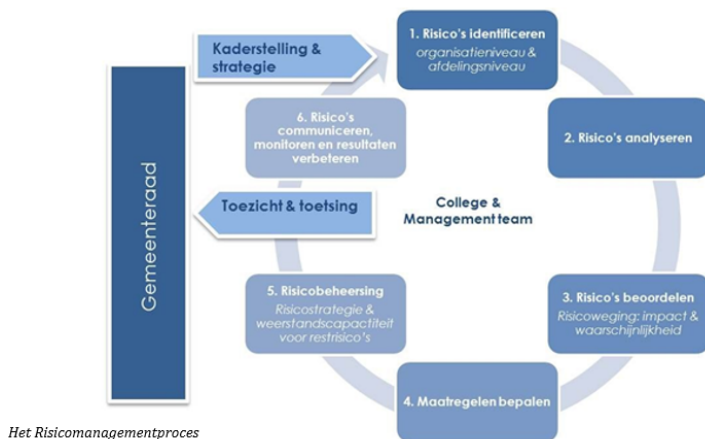 Gemeenteraad
Kaderstelling &
strategie
1. Risico's identificeren
organisatieniveau &
afdelingsniveau
2. Risico's analyseren
3. Risico's beoordelen
Risicoweging: impact &
waarschijnlijkheid
4. Maatregelen bepalen
5. Risicobeheersing
Risicostrategie &
weerstandscapactiteit
voor restrisico's
6. Risico's
communiceren,
monitoren en resultaten
verbeteren
Toezicht & toetsing
College &
Management team
Het Risicomanagementproces